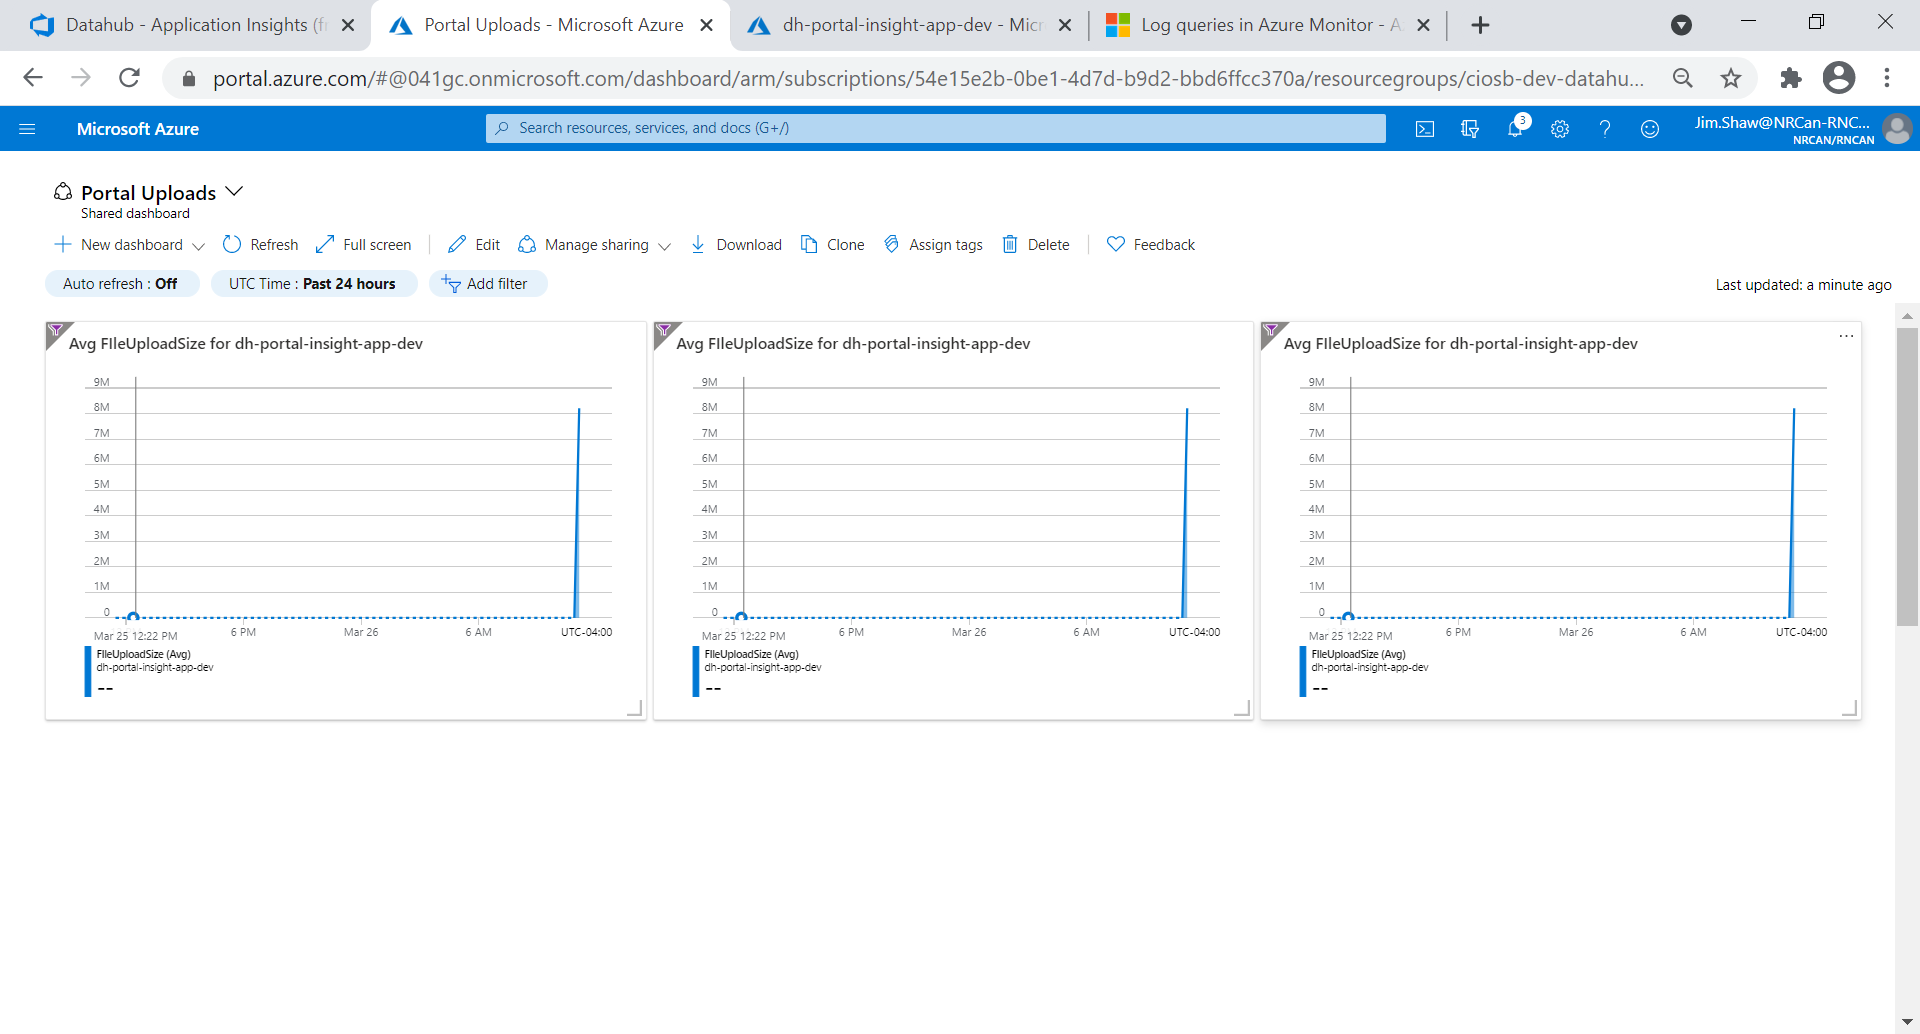 Datahub - Application Insights (fr
Portal Uploads - Microsoft Azure
dh-portal-insight-app-dev - Micr
Log queries in Azure Monitor - A
portal.azure.com/#@041gc.onmicrosoft.com/dashboard/arm/subscriptions/54e15e2b-0be1-4d7d-b9d2-bbd6ffcc370a/resourcegroups/ciosb-dev-datahu...
Microsoft Azure
Search resources, services, and docs (G+/)
3
Jim.Shaw@NRCan-RNC...
NRCAN/RNCAN
Portal Uploads
Shared dashboard
New dashboard Refresh Full screen Edit Manage sharing Download Clone Assign tags Delete Feedback
Auto refresh : Off UTC Time : Past 24 hours Add filter
Last updated: a minute ago
Avg FIleUploadSize for dh-portal-insight-app-dev
9M
8M
7M
6M
5M
4M
3M
2M
1M
0
Mar 25 12:22 PM 6 PM Mar 26 6 AM UTC-04:00
FIleUploadSize (Avg)
dh-portal-insight-app-dev
--
Avg FIleUploadSize for dh-portal-insight-app-dev
9M
8M
7M
6M
5M
4M
3M
2M
1M
0
Mar 25 12:22 PM 6 PM Mar 26 6 AM UTC-04:00
FIleUploadSize (Avg)
dh-portal-insight-app-dev
--
Avg FIleUploadSize for dh-portal-insight-app-dev
...
9M
8M
7M
6M
5M
4M
3M
2M
1M
0
Mar 25 12:22 PM 6 PM Mar 26 6 AM UTC-04:00
FIleUploadSize (Avg)
dh-portal-insight-app-dev
--